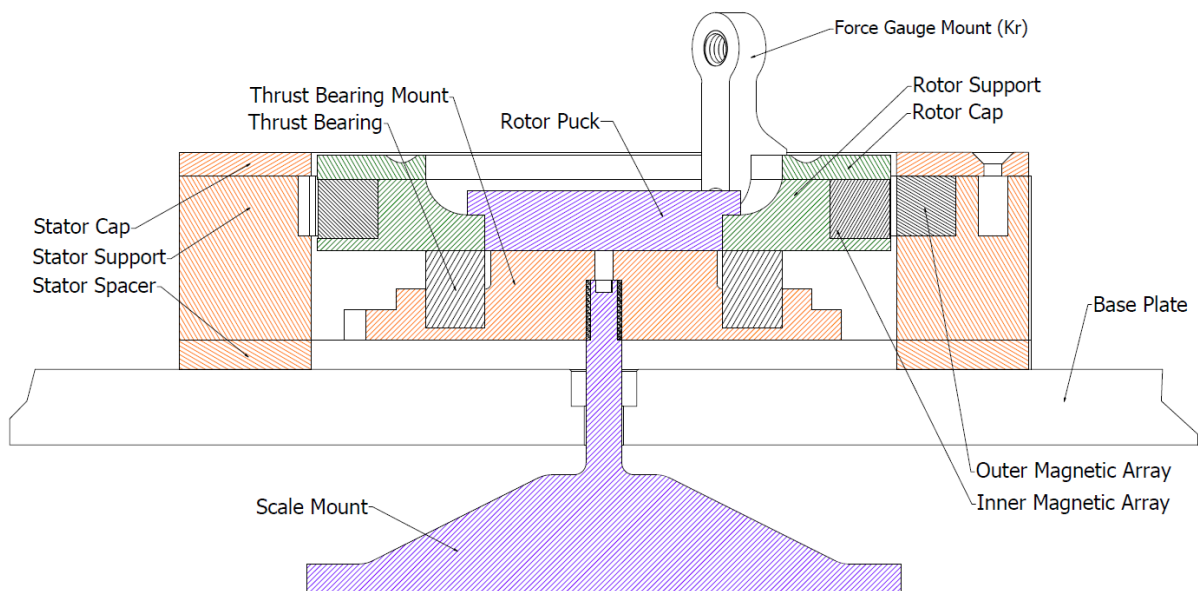 Force Gauge Mount (Kr)
Thrust Bearing Mount
Thrust Bearing
Rotor Puck
Rotor Support
Rotor Cap
Stator Cap
Stator Support
Stator Spacer
Base Plate
Outer Magnetic Array
Inner Magnetic Array
Scale Mount